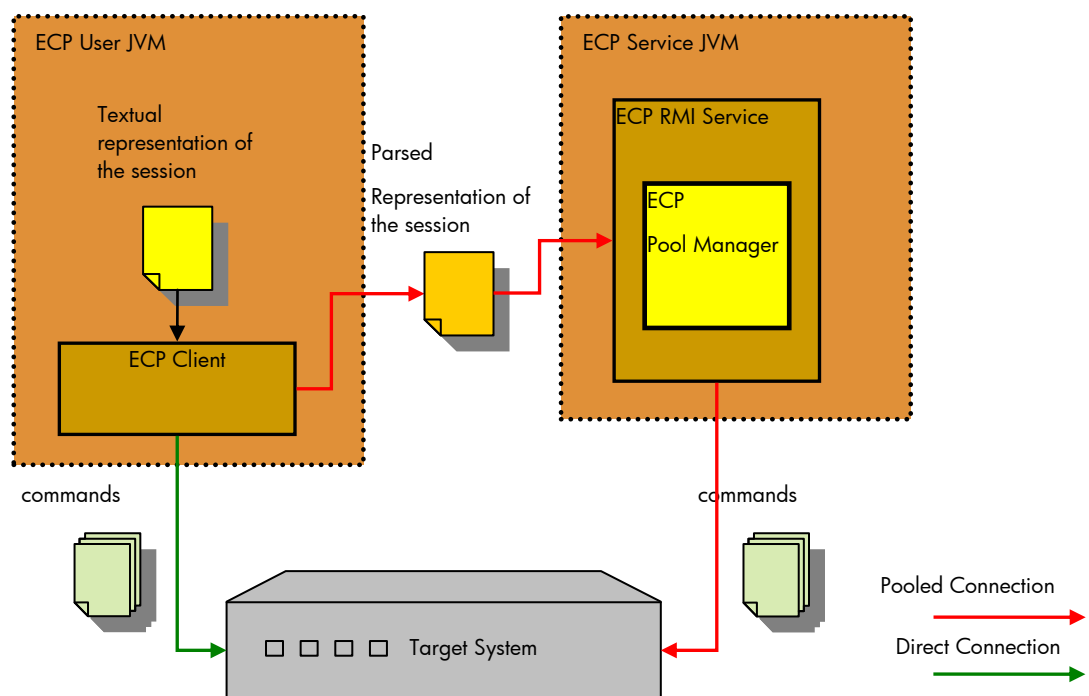 ECP User JVM
Textual
representation of
the session
ECP Client
Parsed
Representation of
the session
ECP Service JVM
ECP RMI Service
ECP
Pool Manager
commands
commands
Target System
Pooled Connection
Direct Connection